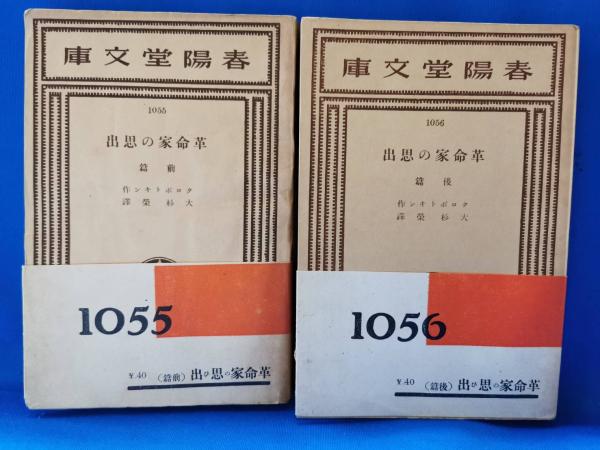 春陽堂文庫
1055
革命家の思出
前篇
クロポトキン作
大杉榮譯
1055
革命家の思ひ出（前篇）¥.40
春陽堂文庫
1056
革命家の思出
後篇
クロポトキン作
大杉榮譯
1056
革命家の思ひ出（後篇）¥.40